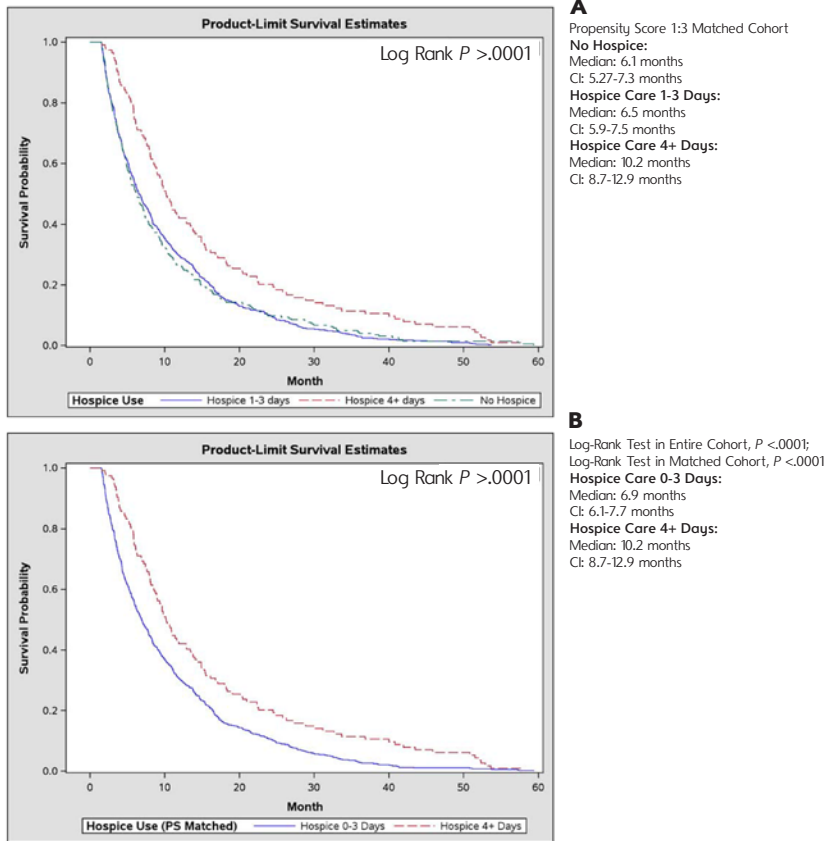 Product-Limit Survival Estimates
Log Rank P >.0001
1.0
0.8
0.6
0.4
0.2
0.0
Survival Probability
0 10 20 30 40 50 60
Month
Hospice Use Hospice 1-3 days Hospice 4+ days No Hospice
A
Propensity Score 1:3 Matched Cohort
No Hospice:
Median: 6.1 months
CI: 5.27-7.3 months
Hospice Care 1-3 Days:
Median: 6.5 months
CI: 5.9-7.5 months
Hospice Care 4+ Days:
Median: 10.2 months
CI: 8.7-12.9 months
Product-Limit Survival Estimates
Log Rank P >.0001
1.0
0.8
0.6
0.4
0.2
0.0
Survival Probability
0 10 20 30 40 50 60
Month
Hospice Use (PS Matched) Hospice 0-3 Days Hospice 4+ Days
B
Log-Rank Test in Entire Cohort, P <.0001;
Log-Rank Test in Matched Cohort, P <.0001
Hospice Care 0-3 Days:
Median: 6.9 months
CI: 6.1-7.7 months
Hospice Care 4+ Days:
Median: 10.2 months
CI: 8.7-12.9 months